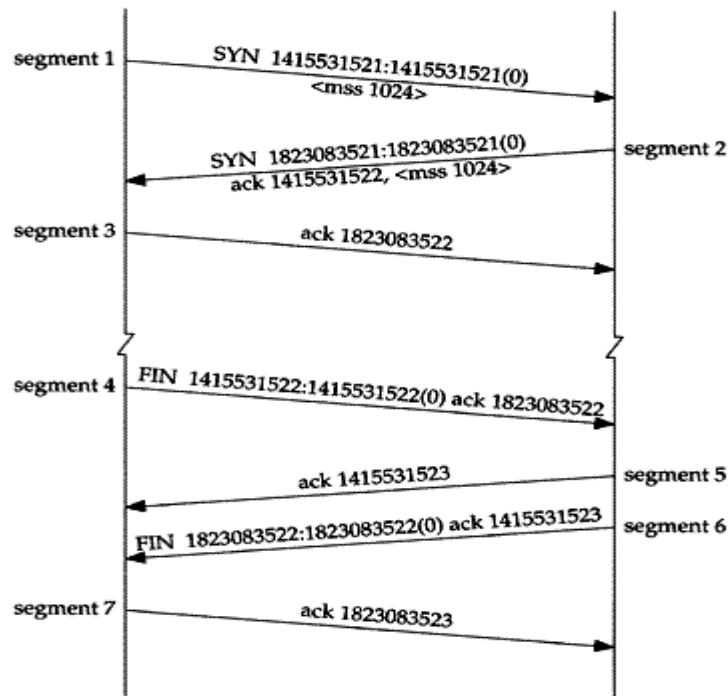 segment 1
SYN 1415531521:1415531521(0)
<mss 1024>
SYN 1823083521:1823083521(0)
segment 2
ack 1415531522, <mss 1024>
segment 3
ack 1823083522
segment 4
FIN 1415531522:1415531522(0) ack 1823083522
ack 1415531523
segment 5
FIN 1823083522:1823083522(0) ack 1415531523
segment 6
segment 7
ack 1823083523